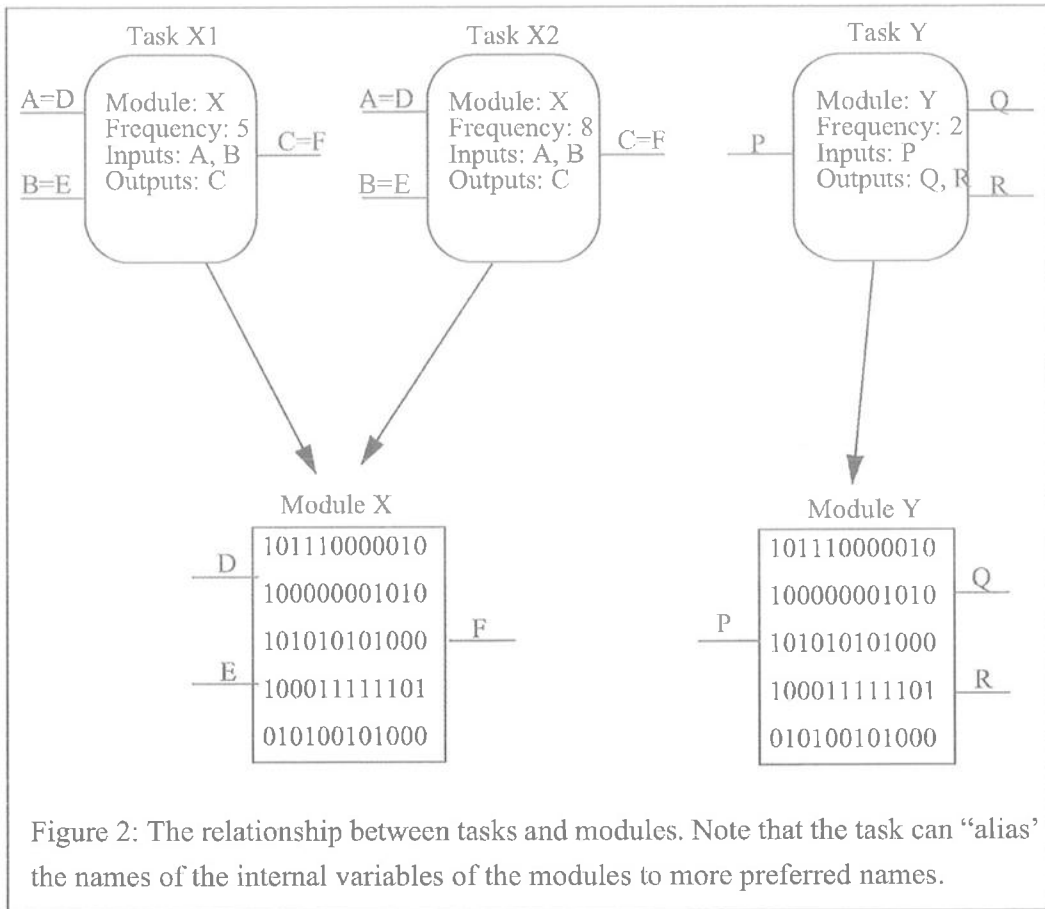 Task X1
Task X2
Task Y
A=D
B=E
Module: X
Frequency: 5
Inputs: A, B
Outputs: C
C=F
A=D
B=E
Module: X
Frequency: 8
Inputs: A, B
Outputs: C
C=F
P
Module: Y
Frequency: 2
Inputs: P
Outputs: Q, R
Q
R
Module X
D
E
101110000010
100000001010
101010101000
100011111101
010100101000
F
Module Y
P
101110000010
100000001010
101010101000
100011111101
010100101000
Q
R
Figure 2: The relationship between tasks and modules. Note that the task can “alias’
the names of the internal variables of the modules to more preferred names.